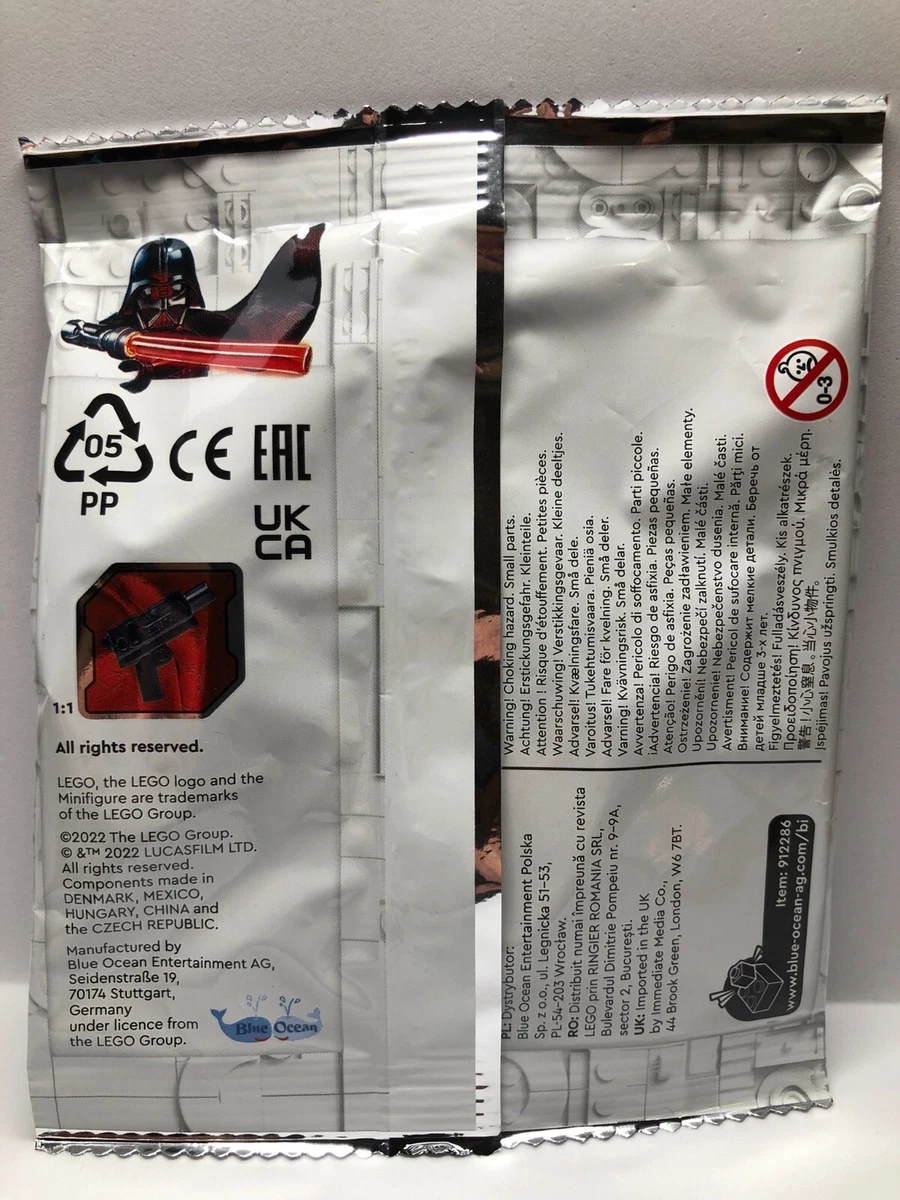 05
PP
CE
EAC
UK
CA
1:1
All rights reserved.
LEGO, the LEGO logo and the
Minifigure are trademarks
of the LEGO Group.
©2022 The LEGO Group.
© &™ 2022 LUCASFILM LTD.
All rights reserved.
Components made in
DENMARK, MEXICO,
HUNGARY, CHINA and
the CZECH REPUBLIC.
Manufactured by
Blue Ocean Entertainment AG,
Seidenstraße 19,
70174 Stuttgart,
Germany
under licence from
the LEGO Group.
Blue Ocean
0-3
Warning! Choking hazard. Small parts.
Achtung! Erstickungsgefahr. Kleinteile.
Attention ! Risque d'étouffement. Petites pièces.
Waarschuwing! Verstikkingsgevaar. Kleine deeltjes.
Advarsel! Kvælningsfare. Små dele.
Varoitus! Tukehtumisvaara. Pieniä osia.
Advarsel! Fare for kvelning. Små deler.
Varning! Kvävningsrisk. Små delar.
Avvertenza! Pericolo di soffocamento. Parti piccole.
¡Advertencia! Riesgo de asfixia. Piezas pequeñas.
Atenção! Perigo de asfixia. Peças pequenas.
Ostrzeżenie! Zagrożenie zadławieniem. Małe elementy.
Upozornění! Nebezpečí zalknutí. Malé části.
Upozornenie! Nebezpečenstvo dusenia. Malé časti.
Avertisment! Pericol de sufocare internă. Părți mici.
Внимание! Содержит мелкие детали. Беречь от
детей младше 3-х лет.
Figyelmeztetés! Fulladásveszély. Kis alkatrészek.
Προειδοποίηση! Κίνδυνος πνιγμού. Μικρά μέρη.
警告！小心窒息。当心小物件。
Įspėjimas! Pavojus užspringti. Smulkios detalės.
PL: Dystrybutor:
Blue Ocean Entertainment Polska
Sp. z o.o., ul. Legnicka 51-53,
PL-54-203 Wrocław.
RO: Distribuit numai împreună cu revista
LEGO prin RINGIER ROMANIA SRL,
Bulevardul Dimitrie Pompeiu nr. 9-9A,
sector 2, București.
UK: Imported in the UK
by Immediate Media Co.,
44 Brook Green, London, W6 7BT.
Item: 912286
www.blue-ocean-ag.com/bi